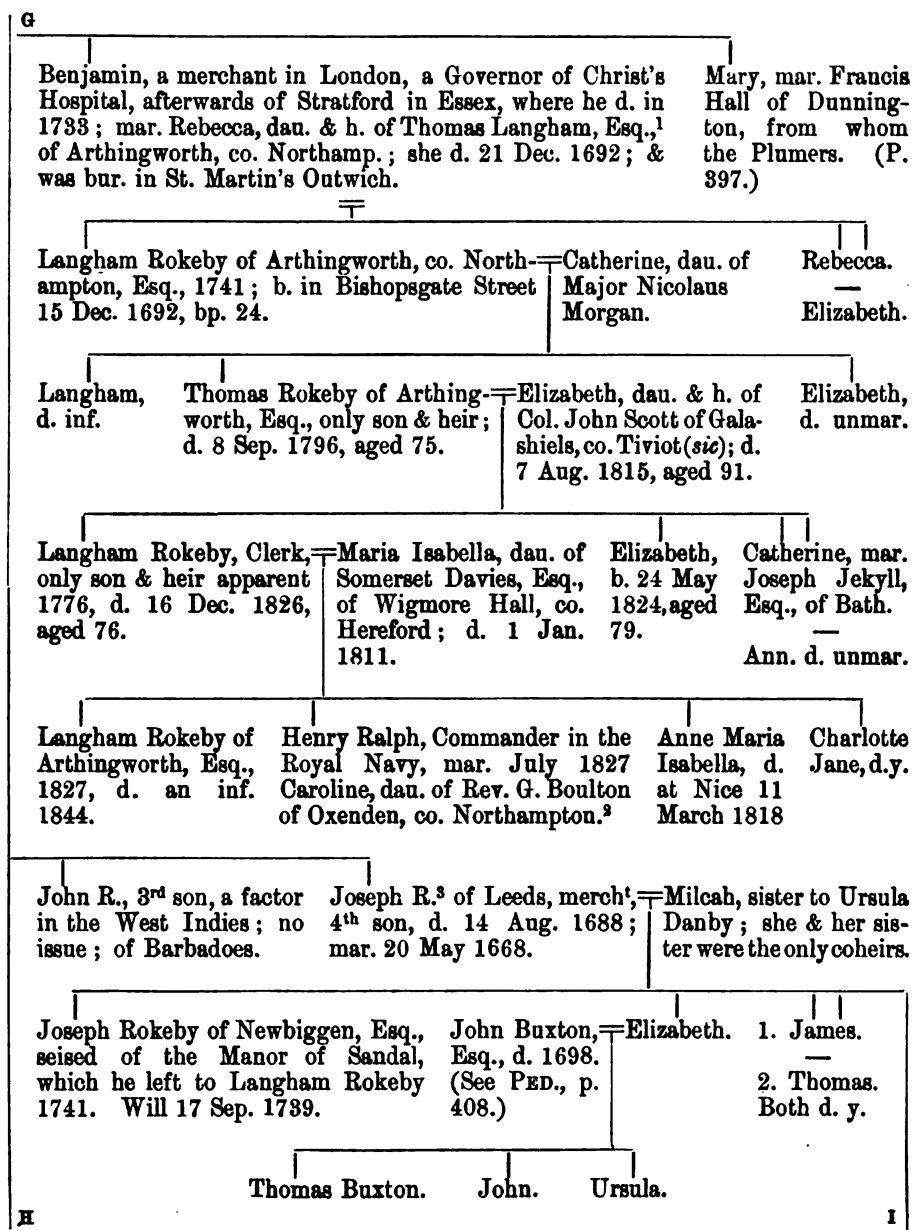 G
Benjamin, a merchant in London, a Governor of Christ's
Hospital, afterwards of Stratford in Essex, where he d. in
1733 ; mar. Rebecca, dau. & h. of Thomas Langham, Esq.,¹
of Arthingworth, co. Northamp. ; she d. 21 Dec. 1692 ; &
was bur. in St. Martin's Outwich.
Mary, mar. Francis
Hall of Dunning-
ton, from whom
the Plumers. (P.
397.)
Langham Rokeby of Arthingworth, co. North-
ampton, Esq., 1741 ; b. in Bishopsgate Street
15 Dec. 1692, bp. 24.
Catherine, dau. of
Major Nicolaus
Morgan.
Rebecca.
—
Elizabeth.
Langham,
d. inf.
Thomas Rokeby of Arthing-
worth, Esq., only son & heir ;
d. 8 Sep. 1796, aged 75.
Elizabeth, dau. & h. of
Col. John Scott of Gala-
shiels, co. Tiviot (sic); d.
7 Aug. 1815, aged 91.
Elizabeth,
d. unmar.
Langham Rokeby, Clerk,
only son & heir apparent
1776, d. 16 Dec. 1826,
aged 76.
Maria Isabella, dau. of
Somerset Davies, Esq.,
of Wigmore Hall, co.
Hereford ; d. 1 Jan.
1811.
Elizabeth,
b. 24 May
1824, aged
79.
Catherine, mar.
Joseph Jekyll,
Esq., of Bath.
—
Ann. d. unmar.
Langham Rokeby of
Arthingworth, Esq.,
1827, d. an inf.
1844.
Henry Ralph, Commander in the
Royal Navy, mar. July 1827
Caroline, dau. of Rev. G. Boulton
of Oxenden, co. Northampton.²
Anne Maria
Isabella, d.
at Nice 11
March 1818
Charlotte
Jane, d.y.
John R., 3rd son, a factor
in the West Indies ; no
issue ; of Barbadoes.
Joseph R.³ of Leeds, mercht,
4th son, d. 14 Aug. 1688 ;
mar. 20 May 1668.
Milcah, sister to Ursula
Danby ; she & her sis-
ter were the only coheirs.
Joseph Rokeby of Newbiggen, Esq.,
seised of the Manor of Sandal,
which he left to Langham Rokeby
1741. Will 17 Sep. 1739.
John Buxton,
Esq., d. 1698.
(See PED., p.
408.)
Elizabeth.
1. James.
—
2. Thomas.
Both d. y.
Thomas Buxton. John. Ursula.
H I